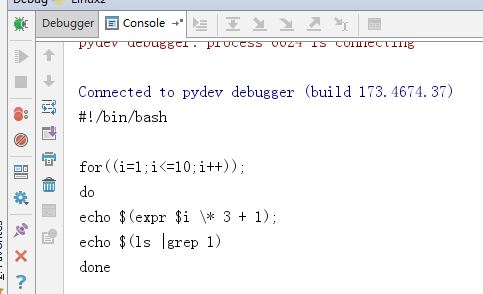 Debug Linux2
Debugger Console
pydev debugger: process 6624 is connecting
Connected to pydev debugger (build 173.4674.37)
#!/bin/bash
for((i=1;i<=10;i++));
do
echo $(expr $i \* 3 + 1);
echo $(ls |grep 1)
done
2: Favorites